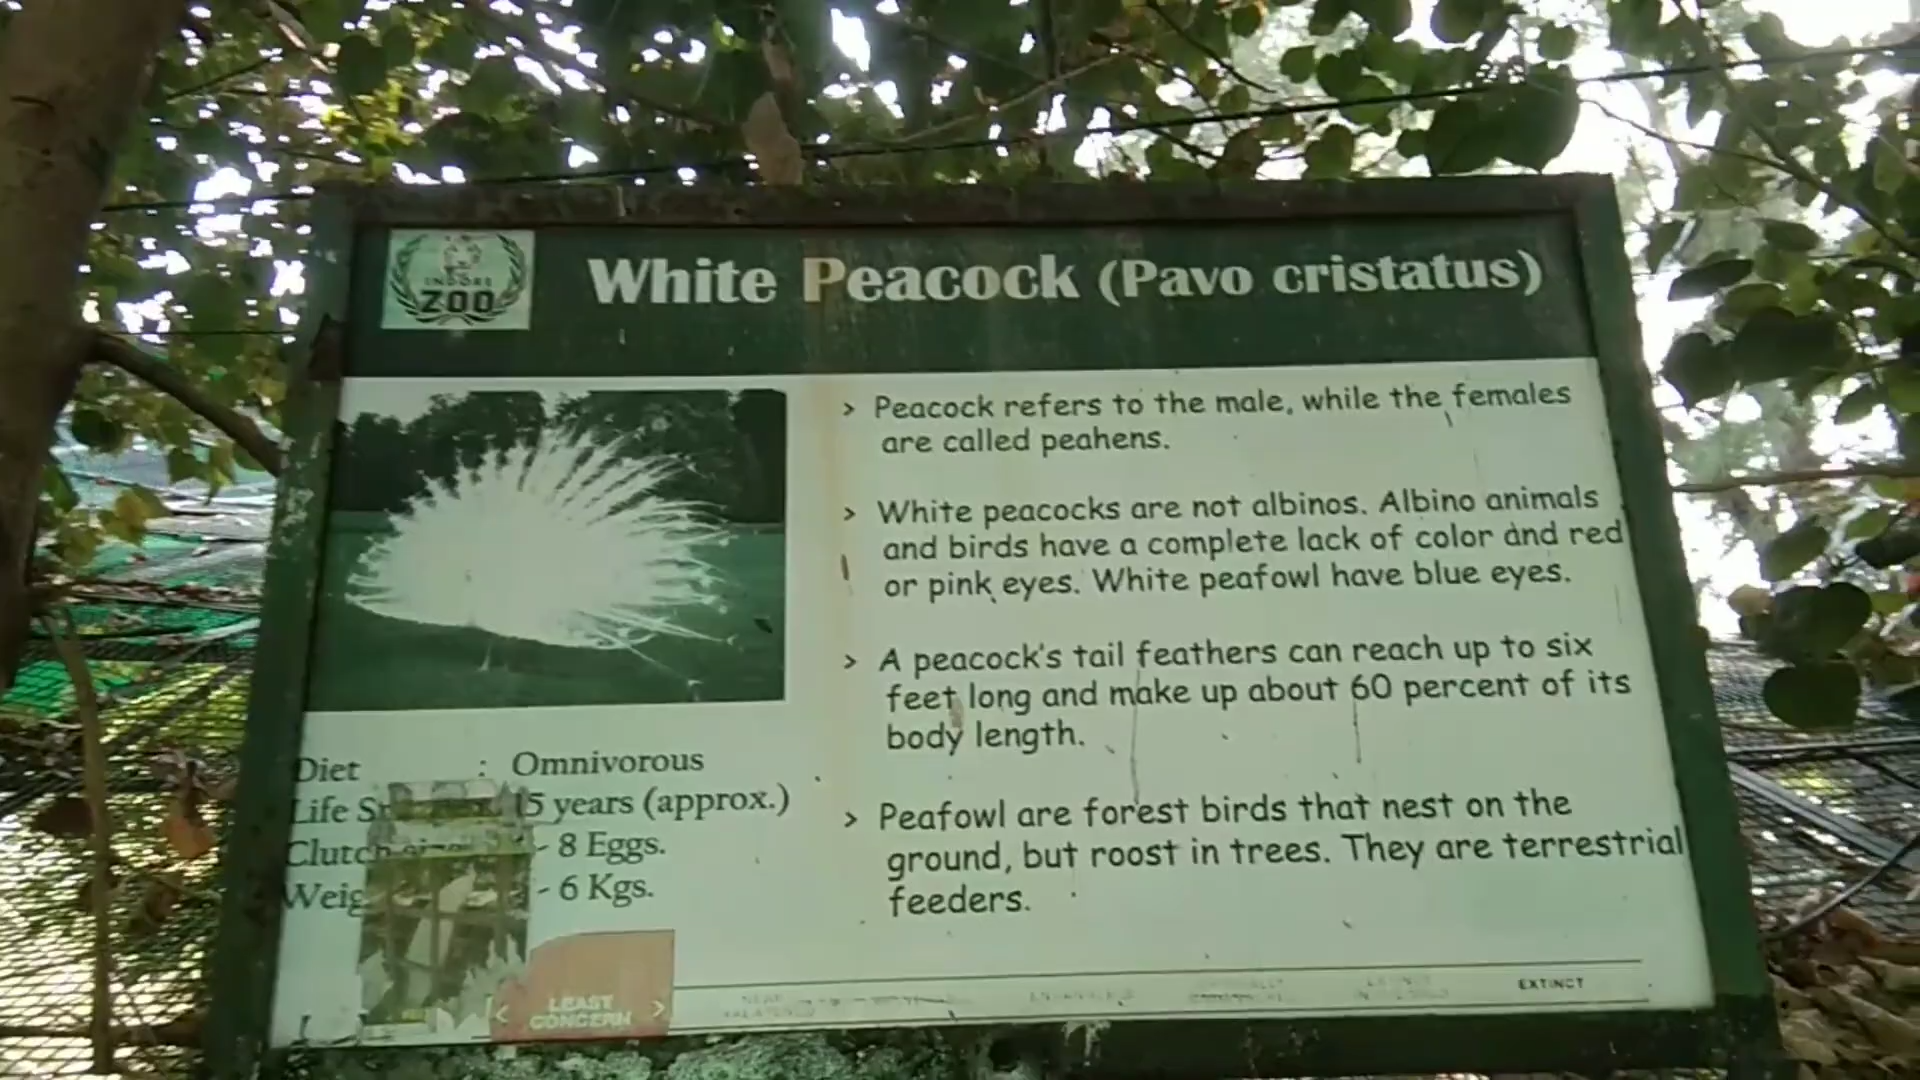 INDORE
ZOO
White Peacock (Pavo cristatus)
> Peacock refers to the male, while the females
are called peahens.
> White peacocks are not albinos. Albino animals
and birds have a complete lack of color and red
or pink eyes. White peafowl have blue eyes.
> A peacock's tail feathers can reach up to six
feet long and make up about 60 percent of its
body length.
> Peafowl are forest birds that nest on the
ground, but roost in trees. They are terrestrial
feeders.
Diet : Omnivorous
Life 15 years (approx.)
Clutch - 8 Eggs.
- 6 Kgs.
< LEAST >
CONCERN
EXTINCT